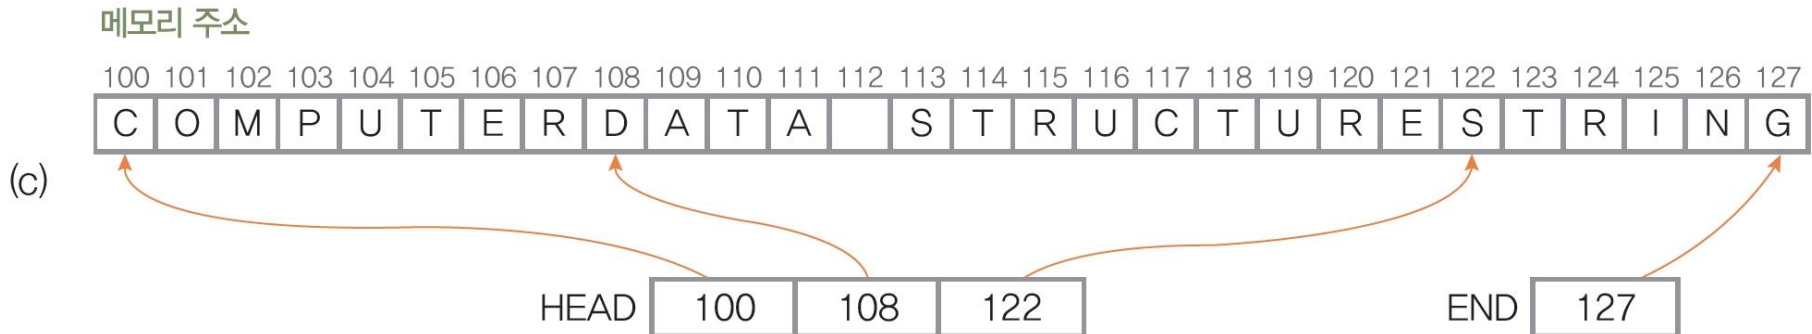 메모리 주소
100 101 102 103 104 105 106 107 108 109 110 111 112 113 114 115 116 117 118 119 120 121 122 123 124 125 126 127
C O M P U T E R D A T A S T R U C T U R E S T R I N G
(c)
HEAD 100 108 122 END 127